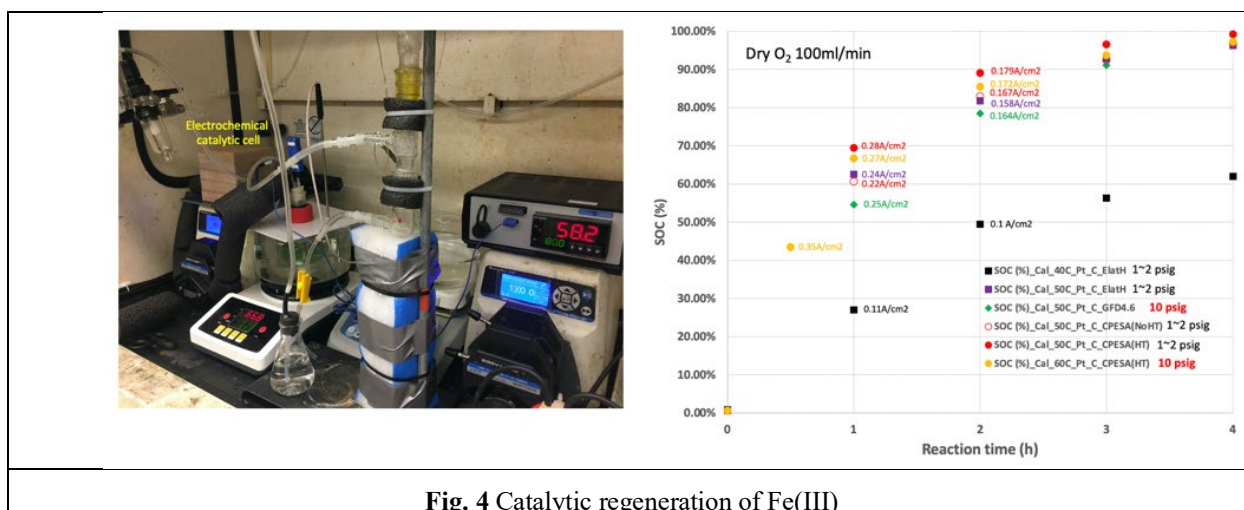 Electrochemical
catalytic cell
58.2
80.0
Dry O₂ 100ml/min
SOC (%)
100.00%
90.00%
80.00%
70.00%
60.00%
50.00%
40.00%
30.00%
20.00%
10.00%
0.00%
0.35A/cm2
0.28A/cm2
0.27A/cm2
0.24A/cm2
0.22A/cm2
0.25A/cm2
0.11A/cm2
0.179A/cm2
0.172A/cm2
0.167A/cm2
0.158A/cm2
0.164A/cm2
0.1 A/cm2
SOC (%)_Cal_40C_Pt_C_ElatH 1~2 psig
SOC (%)_Cal_50C_Pt_C_ElatH 1~2 psig
SOC (%)_Cal_50C_Pt_C_GFD4.6 10 psig
SOC (%)_Cal_50C_Pt_C_CPESA(NoHT) 1~2 psig
SOC (%)_Cal_50C_Pt_C_CPESA(HT) 1~2 psig
SOC (%)_Cal_60C_Pt_C_CPESA(HT) 10 psig
0 1 2 3 4
Reaction time (h)
Fig. 4 Catalytic regeneration of Fe(III)